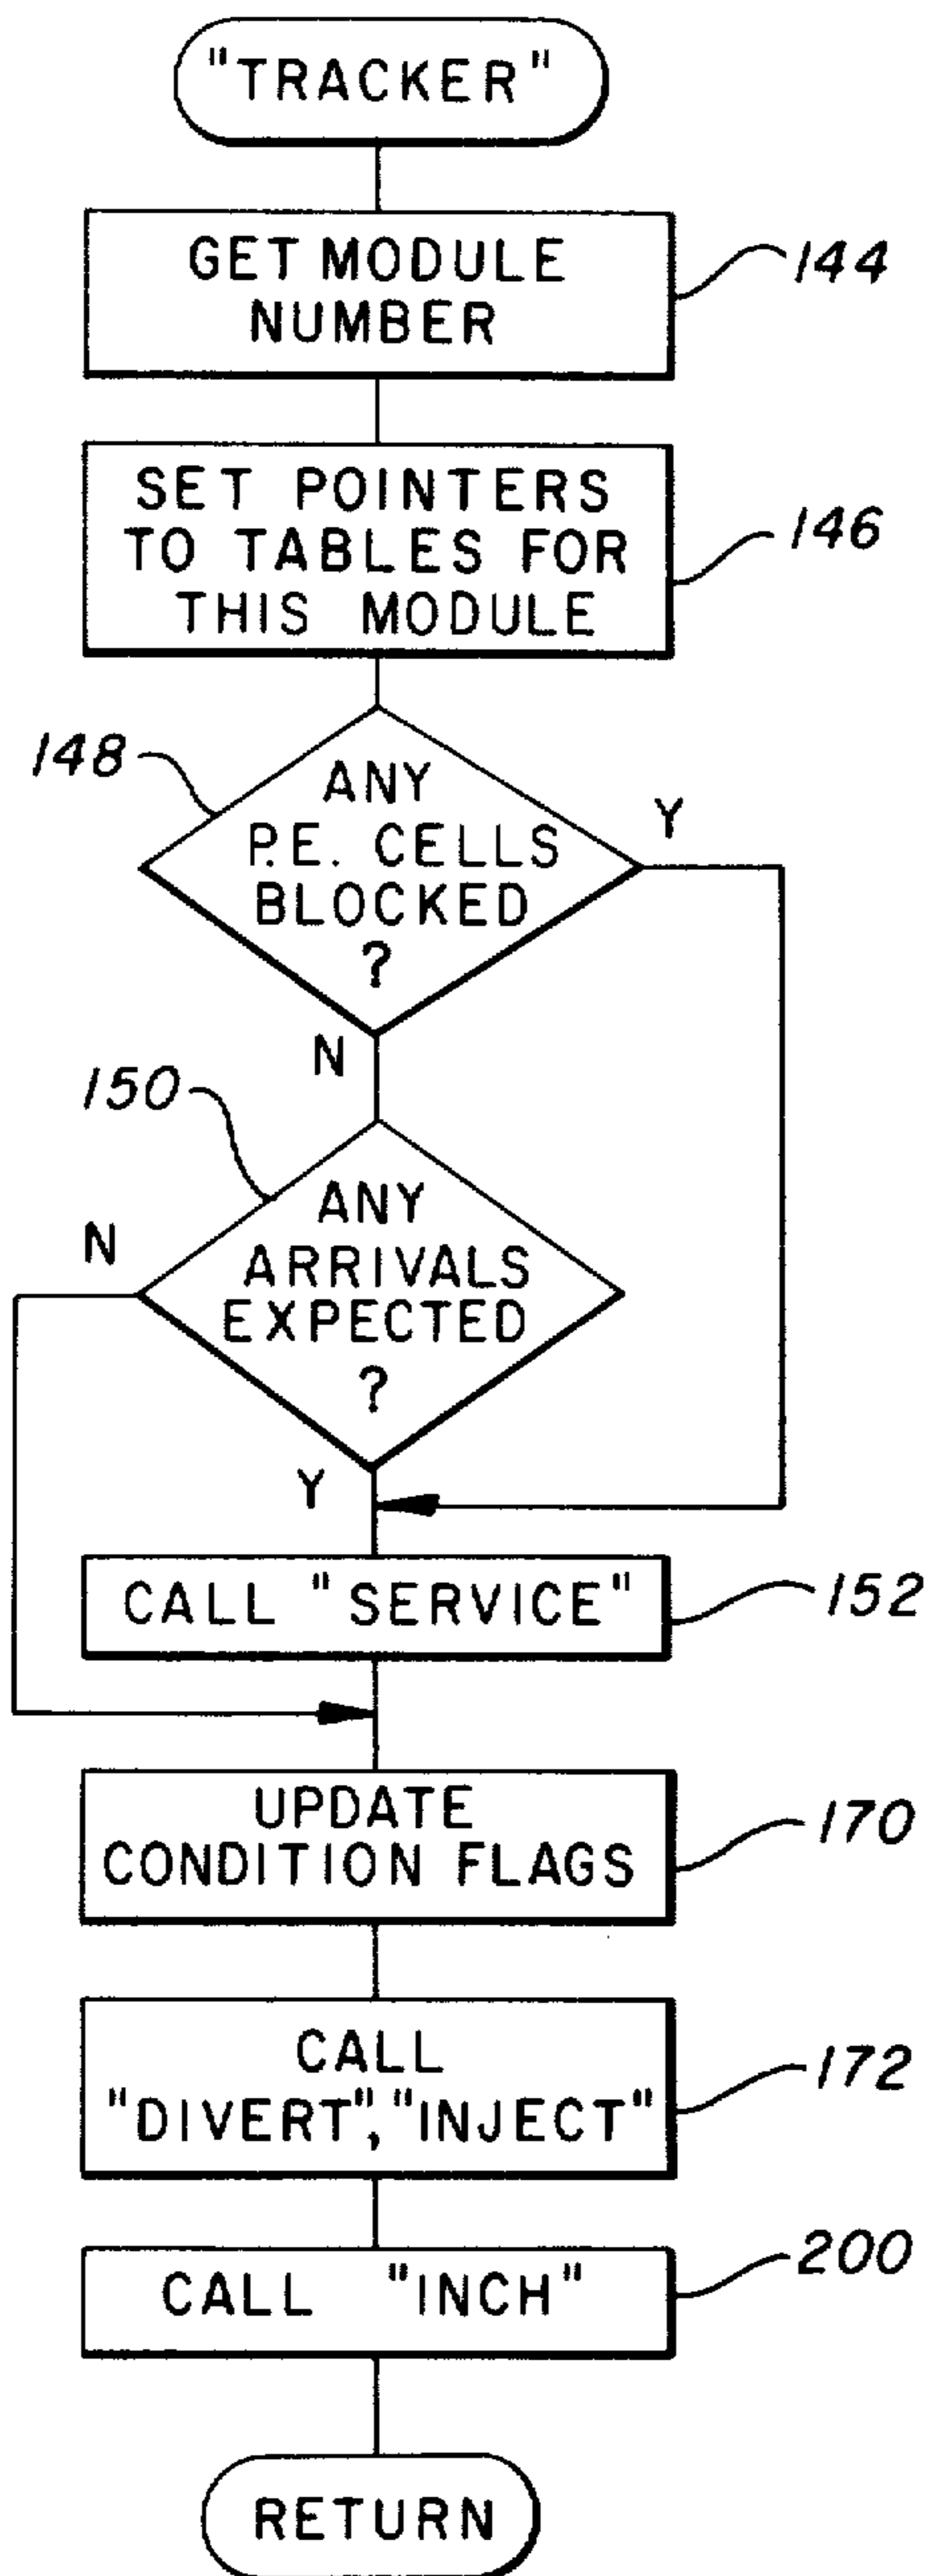 "TRACKER"
GET MODULE
NUMBER
144
SET POINTERS
TO TABLES FOR
THIS MODULE
146
148
ANY
P.E. CELLS
BLOCKED
?
Y
N
150
ANY
ARRIVALS
EXPECTED
?
N
Y
CALL "SERVICE"
152
UPDATE
CONDITION FLAGS
170
CALL
"DIVERT","INJECT"
172
CALL "INCH"
200
RETURN